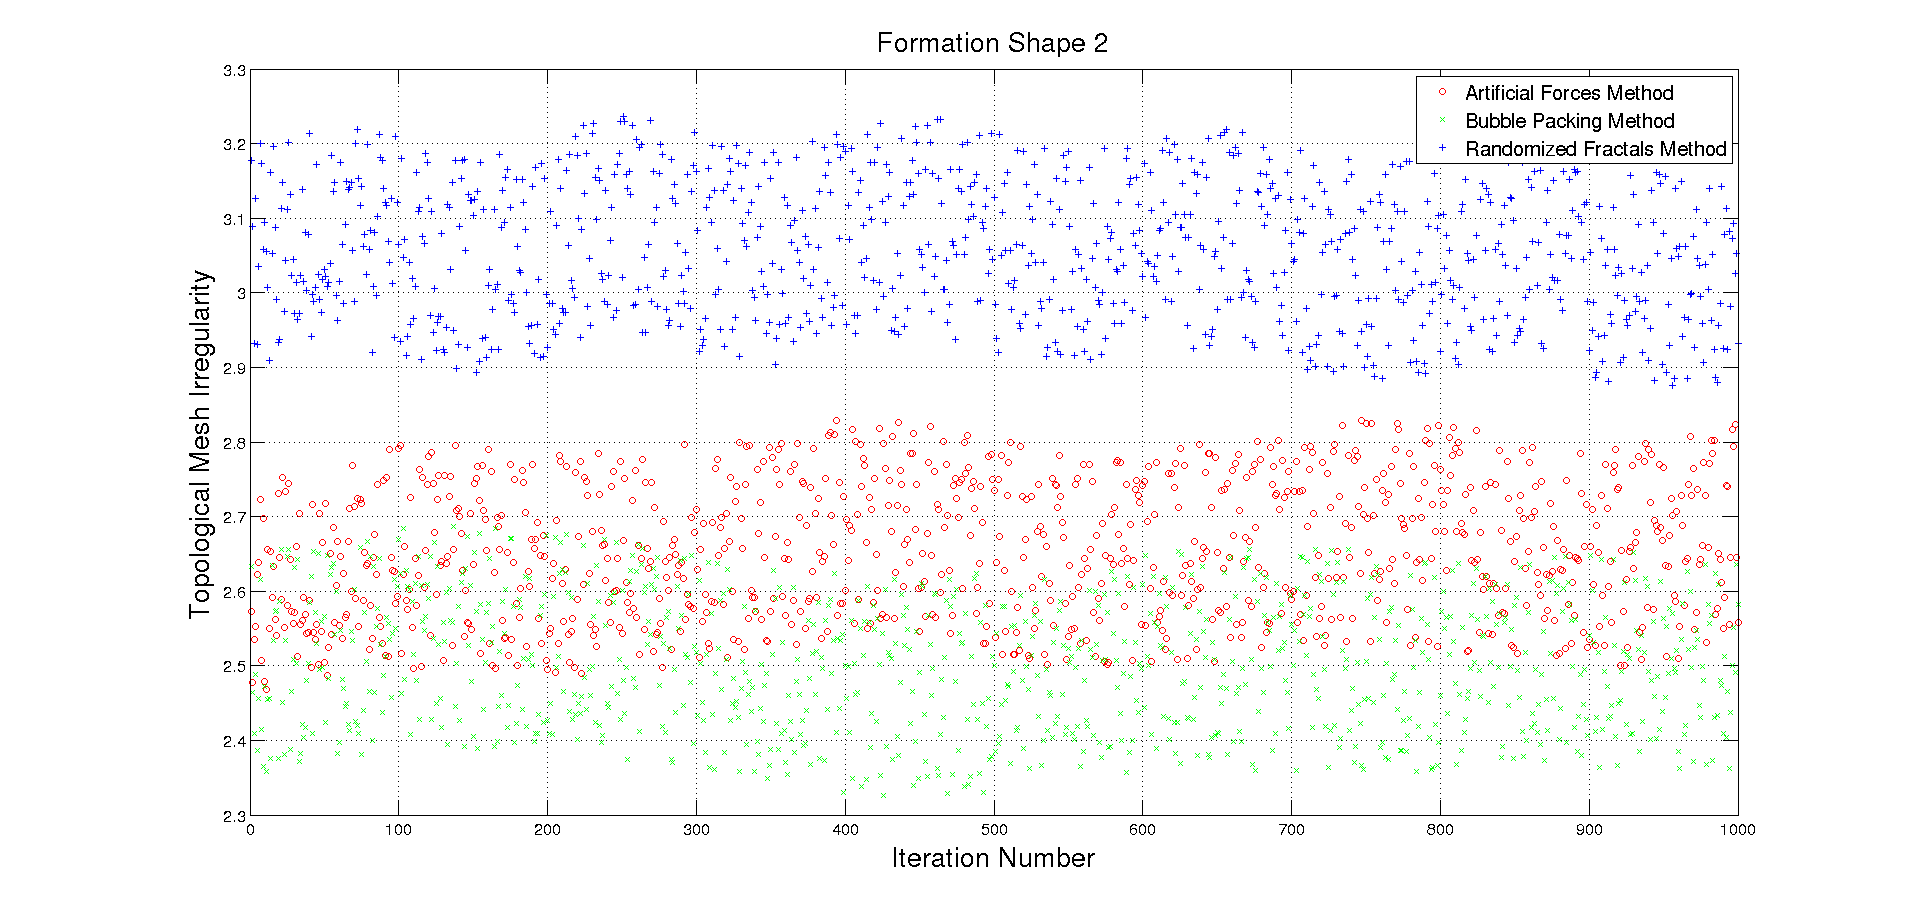 Formation Shape 2
3.3
3.2
3.1
3
2.9
2.8
2.7
2.6
2.5
2.4
2.3
Topological Mesh Irregularity
Artificial Forces Method
Bubble Packing Method
Randomized Fractals Method
0 100 200 300 400 500 600 700 800 900 1000
Iteration Number